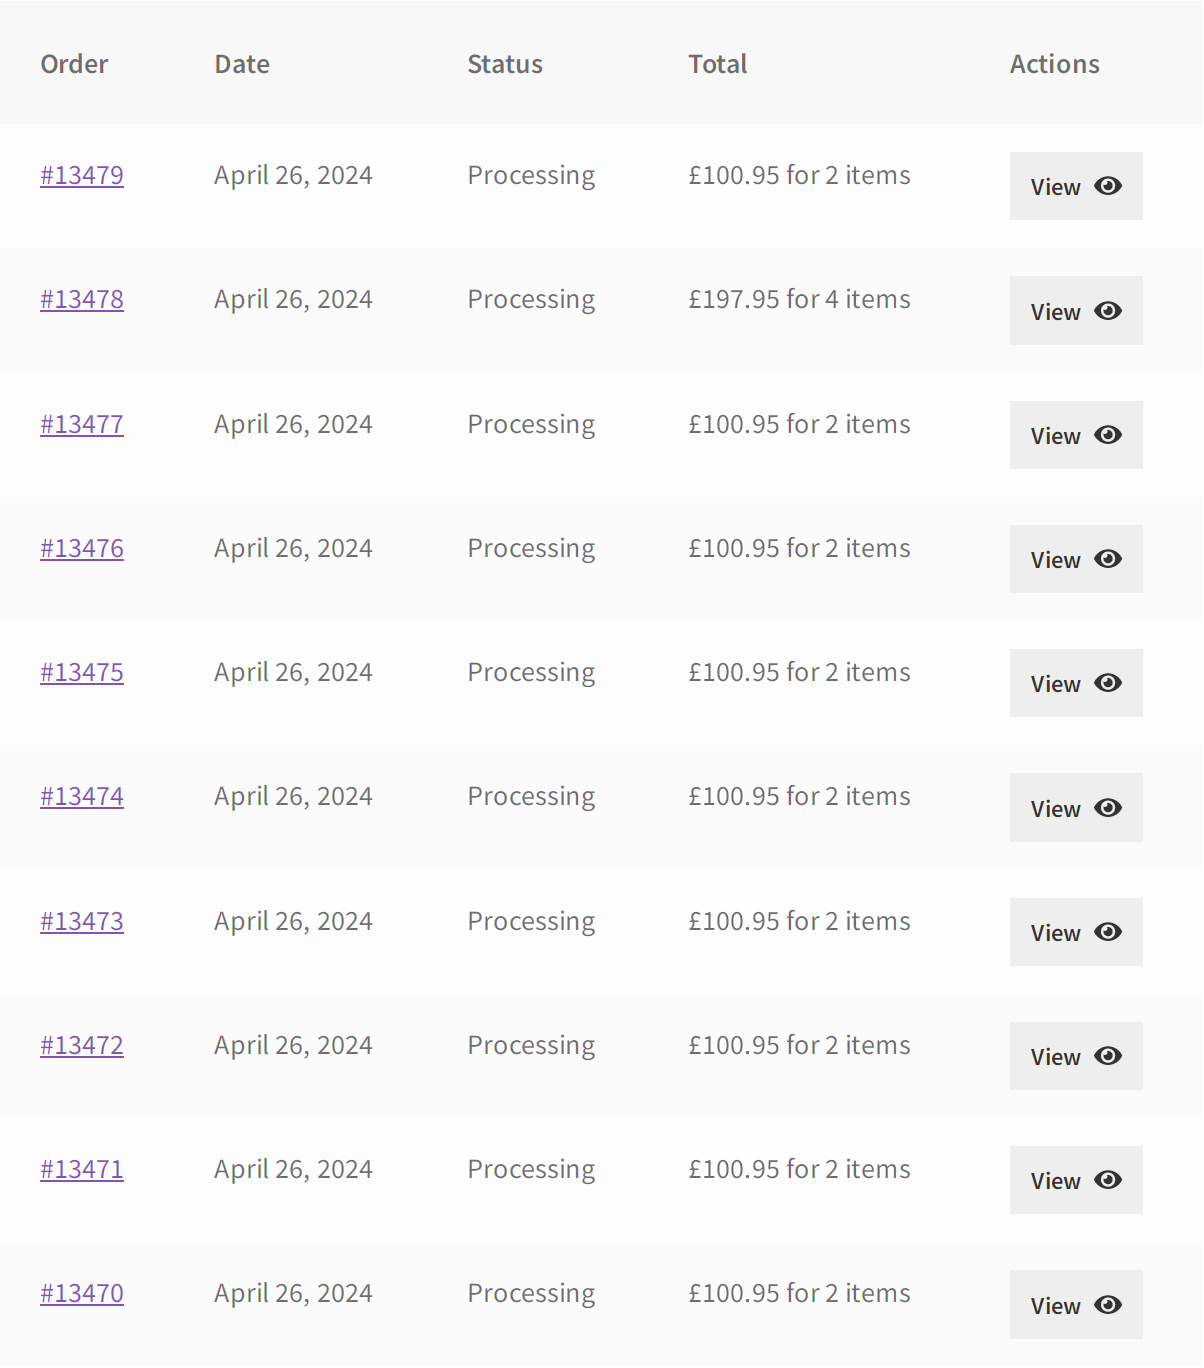 Order Date Status Total Actions
#13479 April 26, 2024 Processing £100.95 for 2 items View
#13478 April 26, 2024 Processing £197.95 for 4 items View
#13477 April 26, 2024 Processing £100.95 for 2 items View
#13476 April 26, 2024 Processing £100.95 for 2 items View
#13475 April 26, 2024 Processing £100.95 for 2 items View
#13474 April 26, 2024 Processing £100.95 for 2 items View
#13473 April 26, 2024 Processing £100.95 for 2 items View
#13472 April 26, 2024 Processing £100.95 for 2 items View
#13471 April 26, 2024 Processing £100.95 for 2 items View
#13470 April 26, 2024 Processing £100.95 for 2 items View